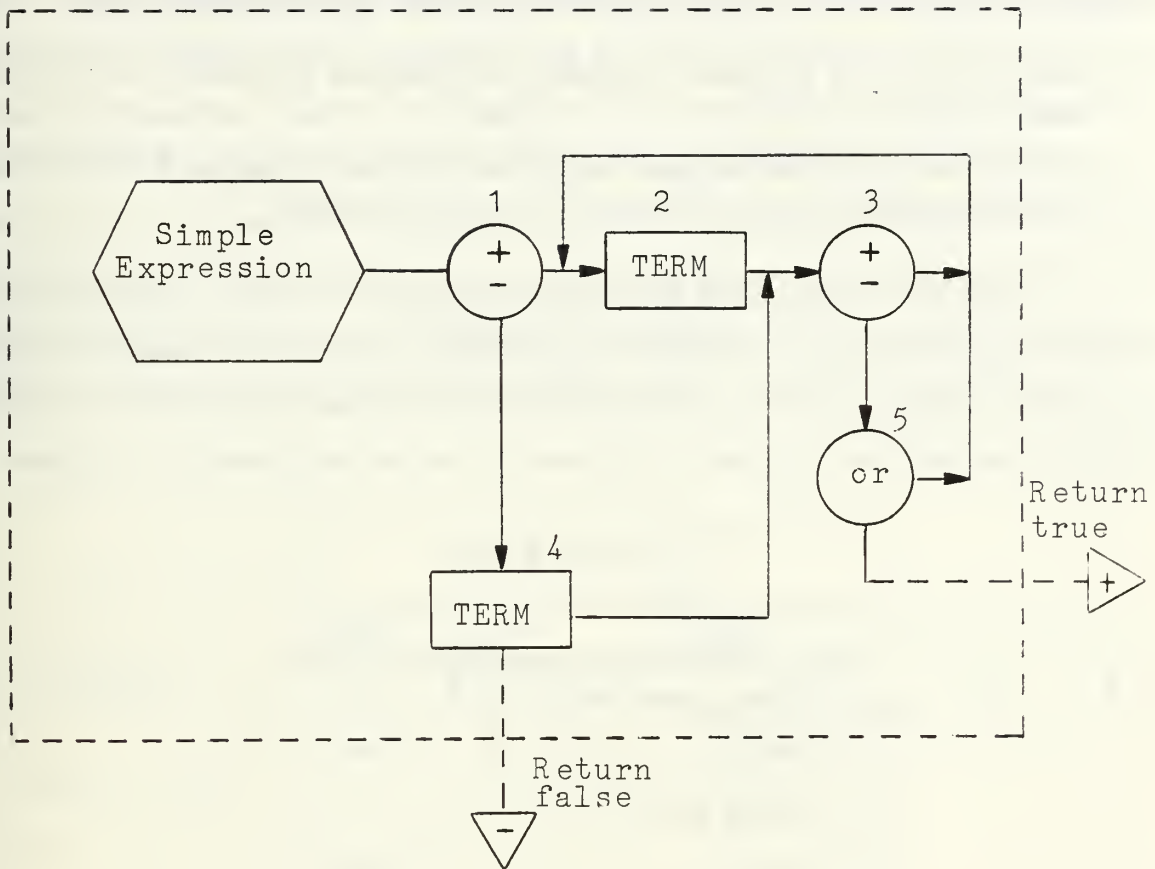 1
2
3
Simple
Expression
+
-
TERM
+
-
5
or
Return
true
4
+
TERM
Return
false
-